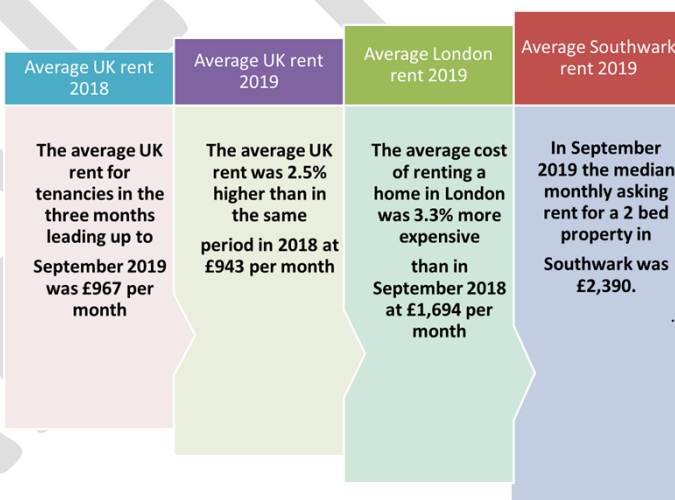 Average UK rent
2018
The average UK
rent for
tenancies in the
three months
leading up to
September 2019
was £967 per
month
Average UK rent
2019
The average UK
rent was 2.5%
higher than in
the same
period in 2018 at
£943 per month
Average London
rent 2019
The average cost
of renting a
home in London
was 3.3% more
expensive
than in
September 2018
at £1,694 per
month
Average Southwark
rent 2019
In September
2019 the median
monthly asking
rent for a 2 bed
property in
Southwark was
£2,390.
.